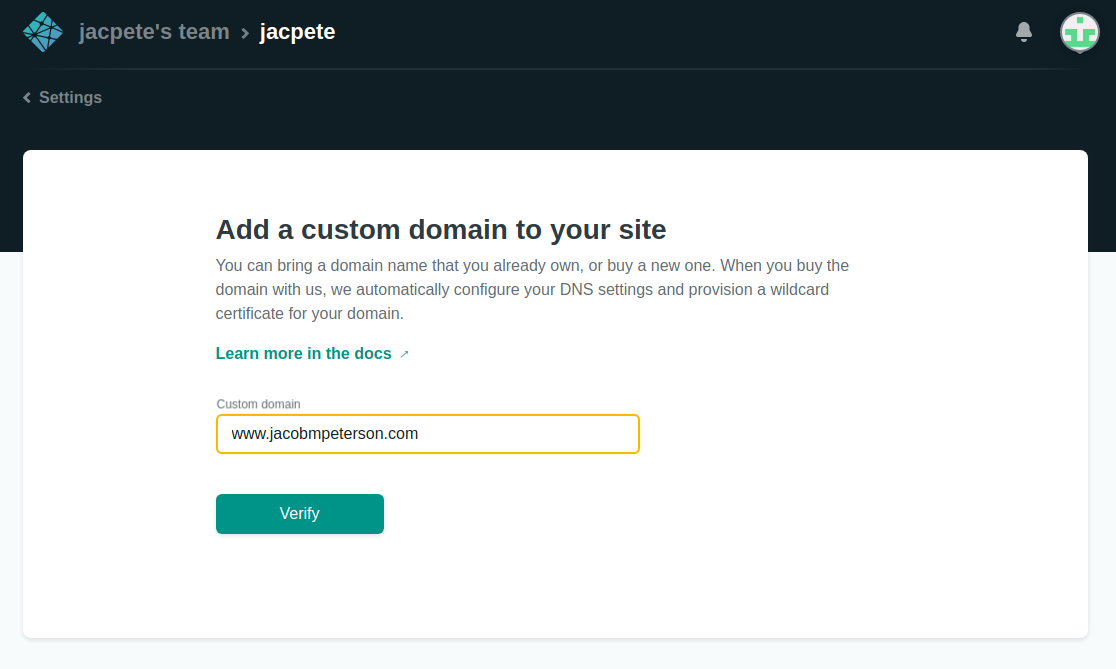 jacpete's team > jacpete
Settings
Add a custom domain to your site
You can bring a domain name that you already own, or buy a new one. When you buy the
domain with us, we automatically configure your DNS settings and provision a wildcard
certificate for your domain.
Learn more in the docs ↗
Custom domain
www.jacobmpeterson.com
Verify